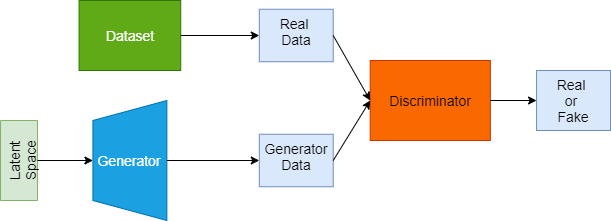 Dataset
Real
Data
Discriminator
Real
or
Fake
Latent
Space
Generator
Generator
Data